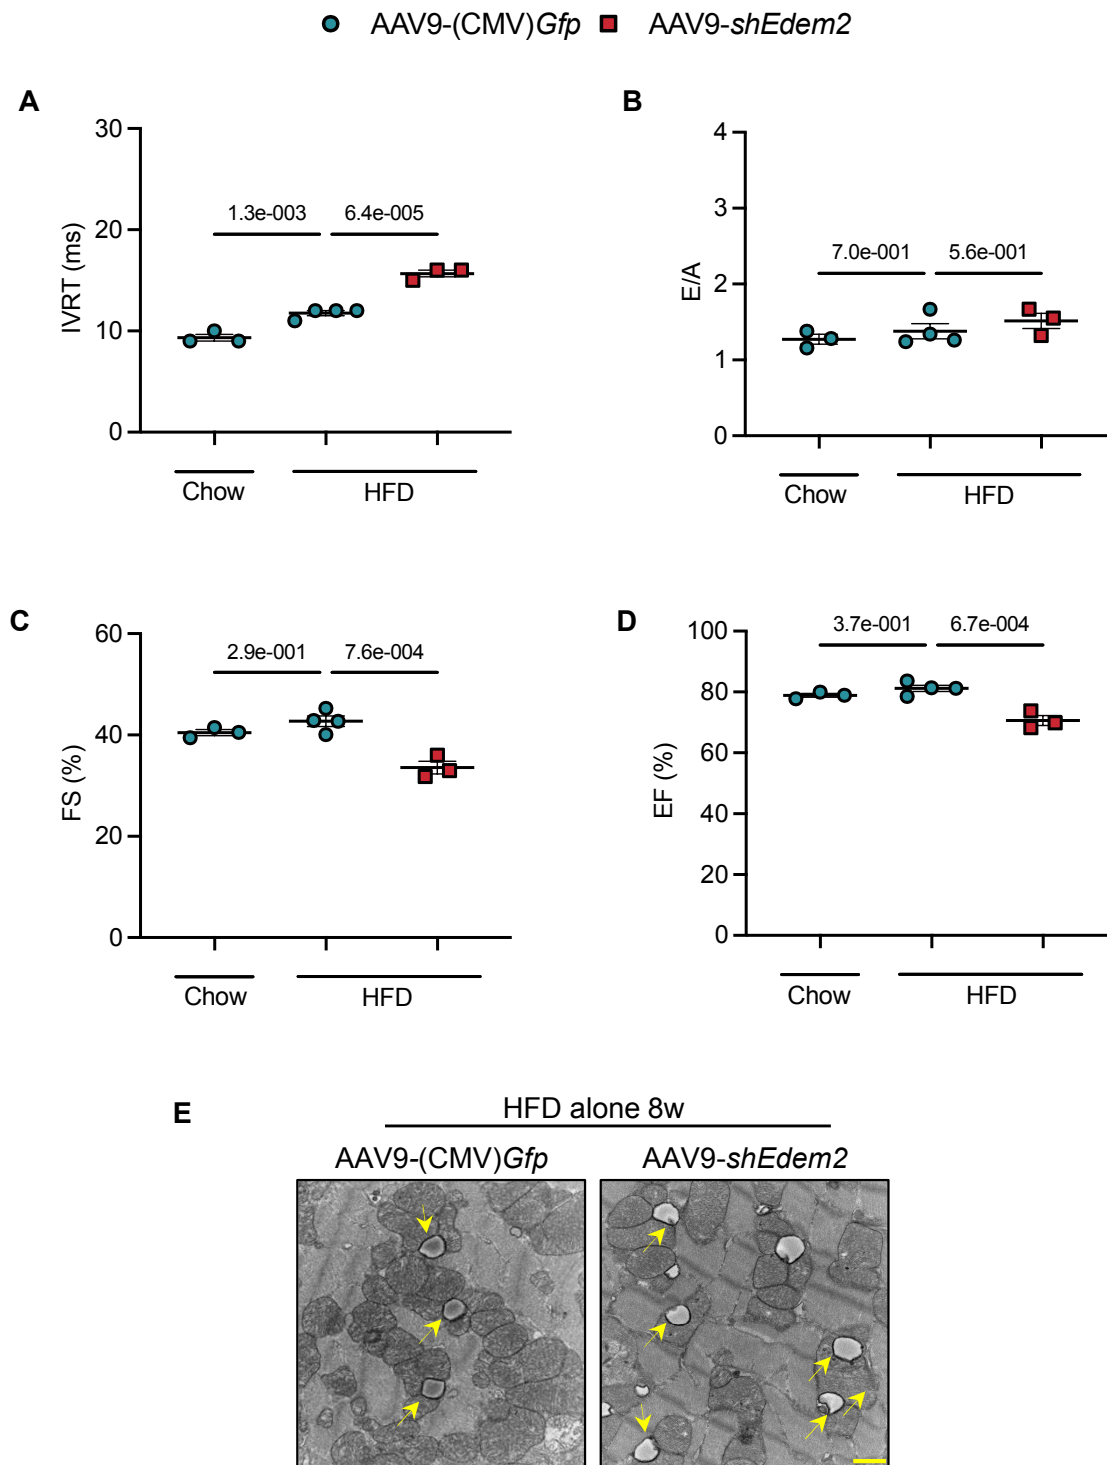 AAV9-(CMV)Gfp AAV9-shEdem2
A
30
20
10
0
IVRT (ms)
1.3e-003 6.4e-005
Chow HFD
B
4
3
2
1
0
E/A
7.0e-001 5.6e-001
Chow HFD
C
60
40
20
0
FS (%)
2.9e-001 7.6e-004
Chow HFD
D
100
80
60
40
20
0
EF (%)
3.7e-001 6.7e-004
Chow HFD
E
HFD alone 8w
AAV9-(CMV)Gfp AAV9-shEdem2